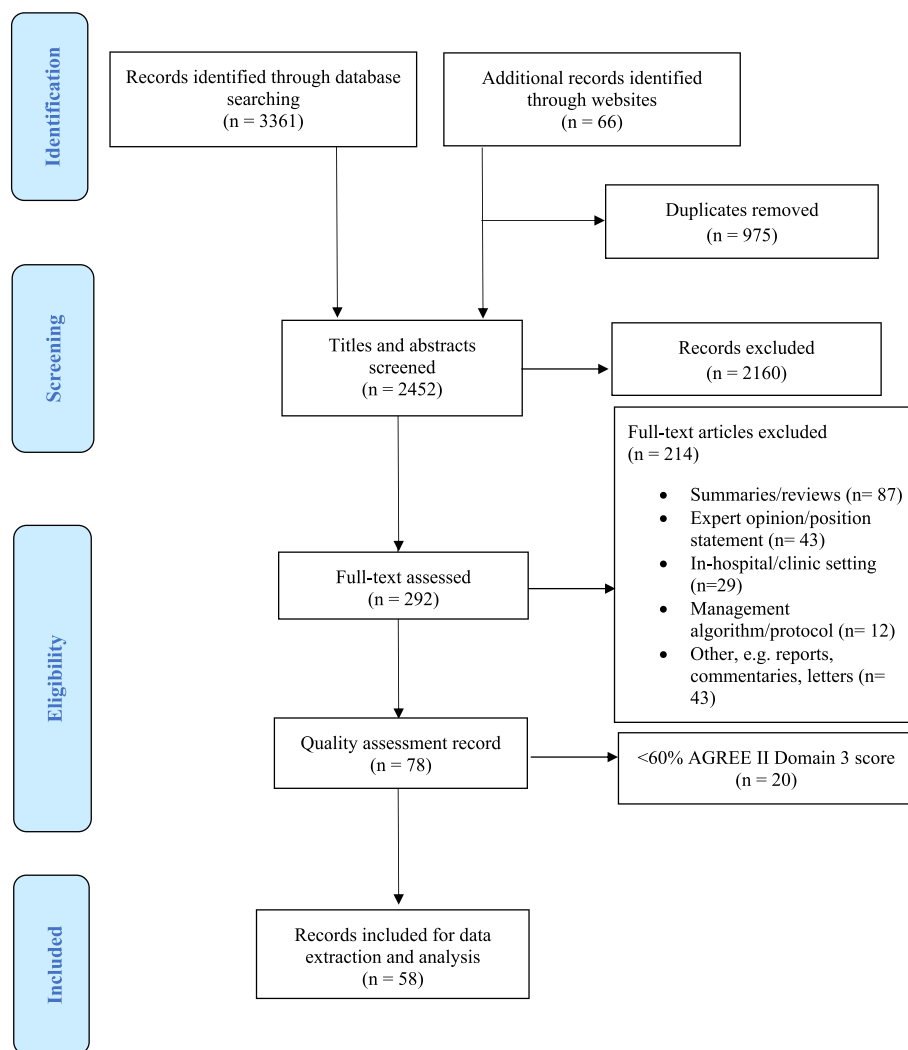 Identification
Records identified through database
searching
(n = 3361)
Additional records identified
through websites
(n = 66)
Duplicates removed
(n = 975)
Screening
Titles and abstracts
screened
(n = 2452)
Records excluded
(n = 2160)
Full-text articles excluded
(n = 214)
• Summaries/reviews (n= 87)
• Expert opinion/position
statement (n= 43)
• In-hospital/clinic setting
(n=29)
• Management
algorithm/protocol (n= 12)
• Other, e.g. reports,
commentaries, letters (n=
43)
Eligibility
Full-text assessed
(n = 292)
Quality assessment record
(n = 78)
<60% AGREE II Domain 3 score
(n = 20)
Included
Records included for data
extraction and analysis
(n = 58)